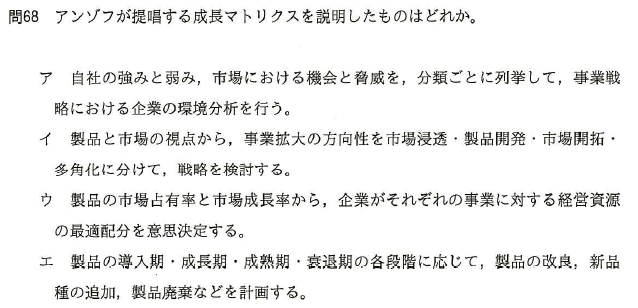 問68 アンゾフが提唱する成長マトリクスを説明したものはどれか。
ア 自社の強みと弱み，市場における機会と脅威を，分類ごとに列挙して，事業戦
略における企業の環境分析を行う。
イ 製品と市場の視点から，事業拡大の方向性を市場浸透・製品開発・市場開拓・
多角化に分けて，戦略を検討する。
ウ 製品の市場占有率と市場成長率から，企業がそれぞれの事業に対する経営資源
の最適配分を意思決定する。
エ 製品の導入期・成長期・成熟期・衰退期の各段階に応じて，製品の改良，新品
種の追加，製品廃棄などを計画する。